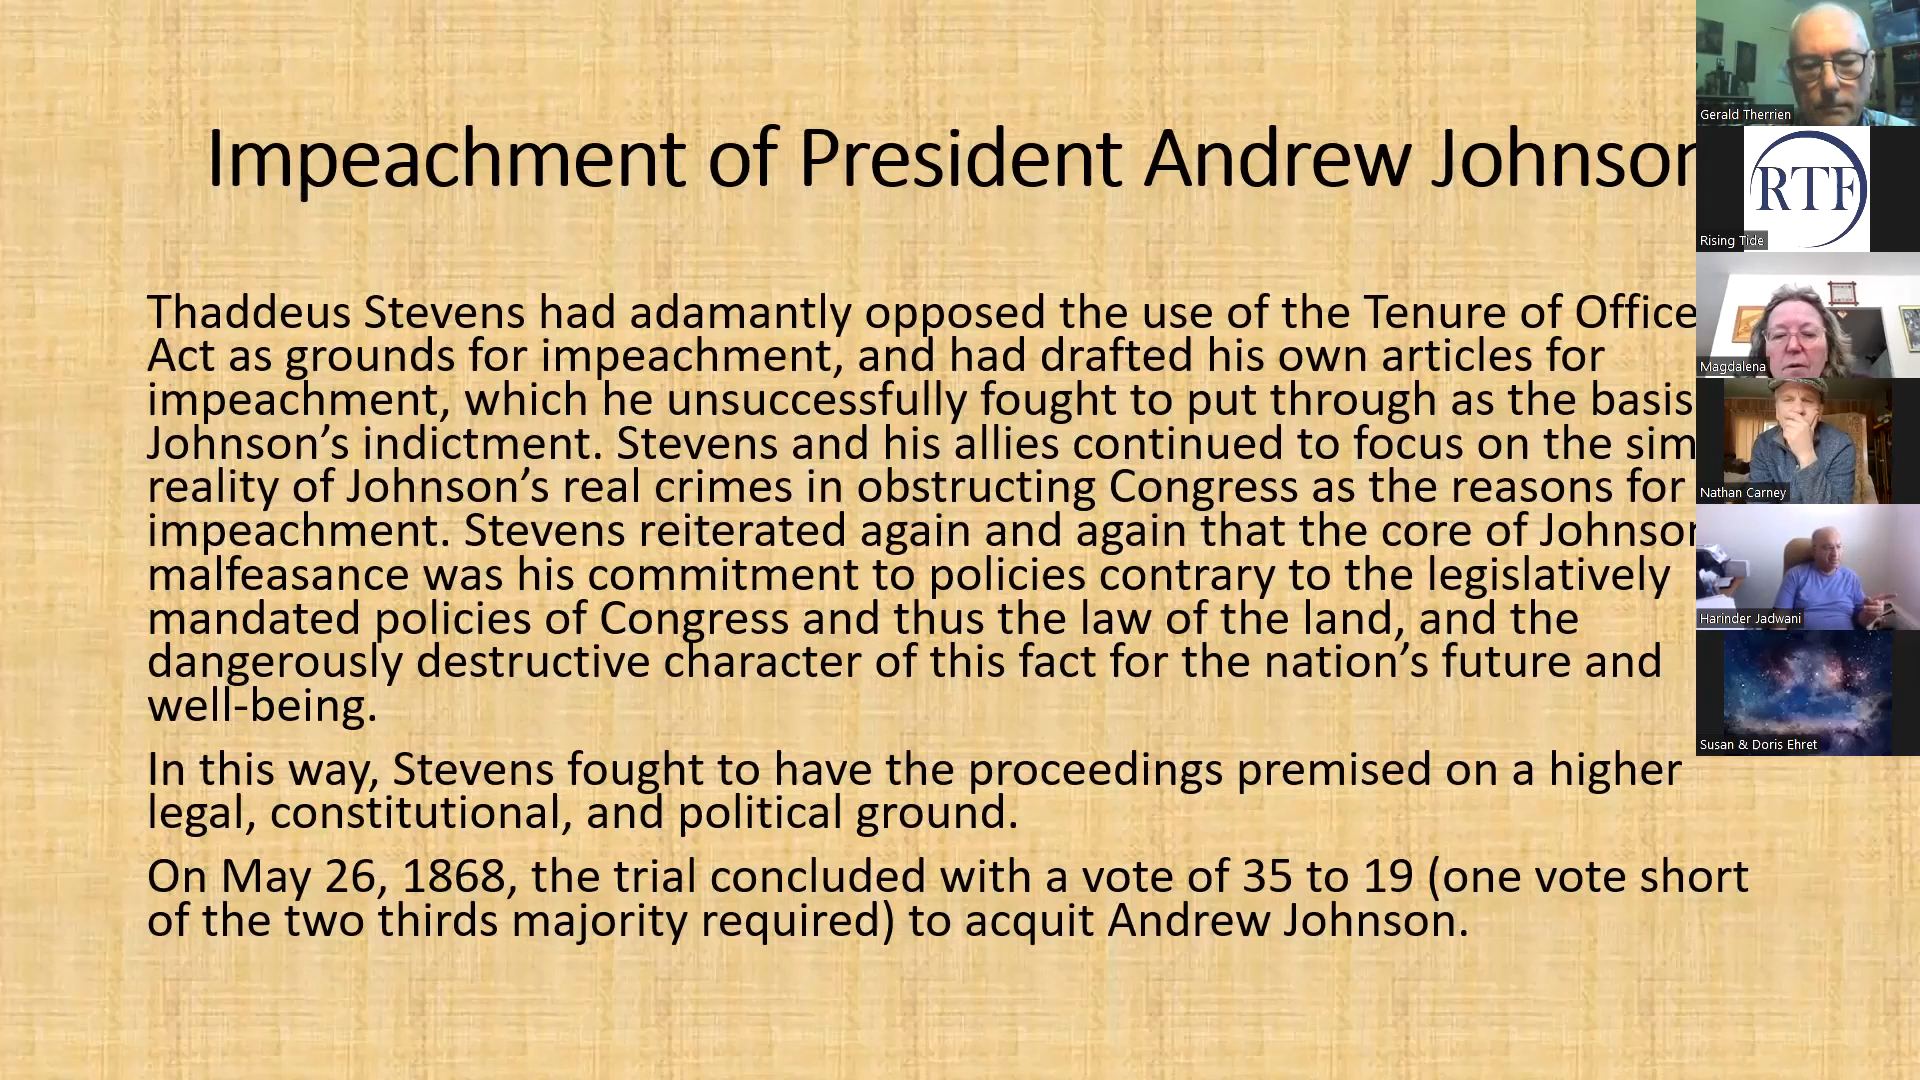 Impeachment of President Andrew Johnson
Thaddeus Stevens had adamantly opposed the use of the Tenure of Office
Act as grounds for impeachment, and had drafted his own articles for
impeachment, which he unsuccessfully fought to put through as the basis
Johnson’s indictment. Stevens and his allies continued to focus on the sim
reality of Johnson’s real crimes in obstructing Congress as the reasons for
impeachment. Stevens reiterated again and again that the core of Johnson
malfeasance was his commitment to policies contrary to the legislatively
mandated policies of Congress and thus the law of the land, and the
dangerously destructive character of this fact for the nation’s future and
well-being.
In this way, Stevens fought to have the proceedings premised on a higher
legal, constitutional, and political ground.
On May 26, 1868, the trial concluded with a vote of 35 to 19 (one vote short
of the two thirds majority required) to acquit Andrew Johnson.
Gerald Therrien
RTF
Rising Tide
Magdalena
Nathan Carney
Harinder Jadwani
Susan & Doris Ehret